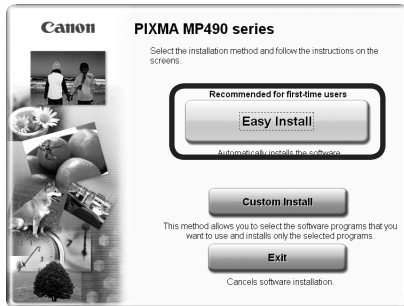 Canon
PIXMA MP490 series
Select the installation method and follow the instructions on the
screens.
Recommended for first-time users
Easy Install
Automatically installs the software
Custom Install
This method allows you to select the software programs that you
want to use and installs only the selected programs.
Exit
Cancels software installation.